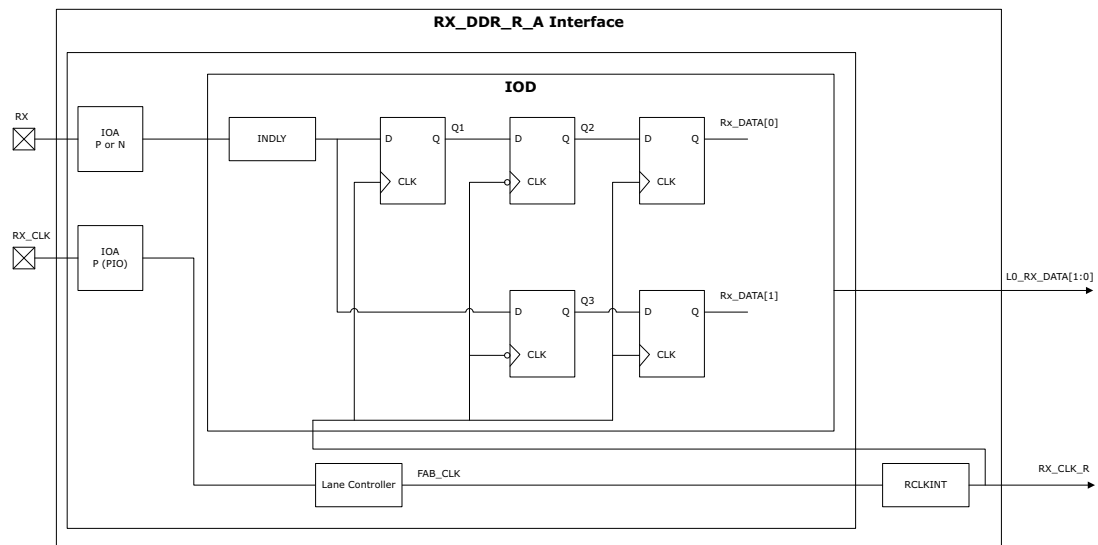 RX_DDR_R_A Interface
IOD
RX
IOA
P or N
INDLY
D
Q
CLK
Q1
D
Q
CLK
Q2
D
Q
CLK
Rx_DATA[0]
RX_CLK
IOA
P (PIO)
L0_RX_DATA[1:0]
D
Q
CLK
Q3
D
Q
CLK
Rx_DATA[1]
Lane Controller
FAB_CLK
RCLKINT
RX_CLK_R